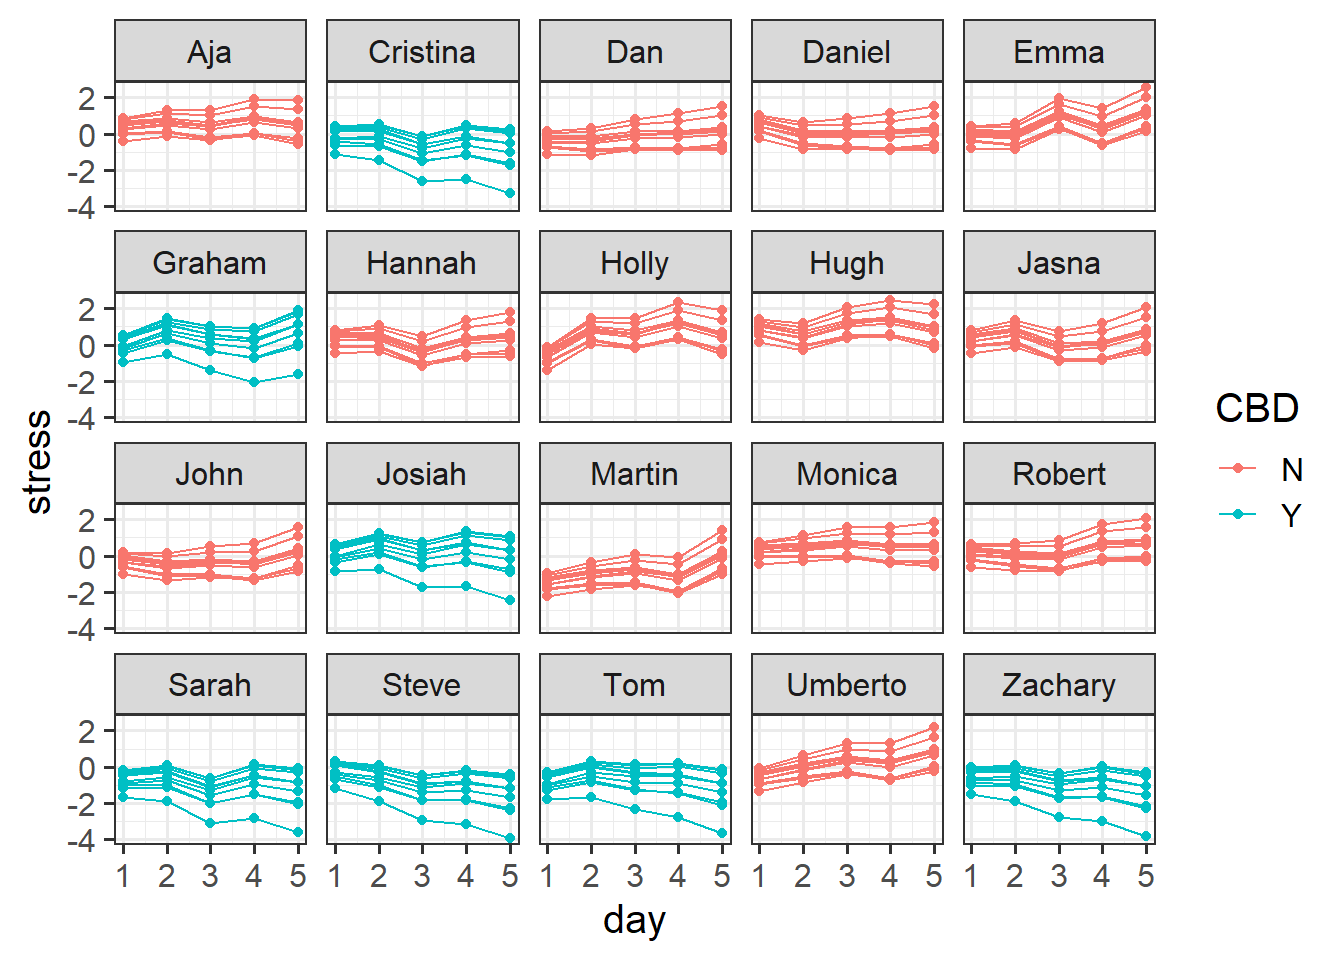 Aja Cristina Dan Daniel Emma
2
0
-2
-4
Graham Hannah Holly Hugh Jasna
2
0
-2
-4
stress
CBD
N
Y
John Josiah Martin Monica Robert
2
0
-2
-4
Sarah Steve Tom Umberto Zachary
2
0
-2
-4
1 2 3 4 5 1 2 3 4 5 1 2 3 4 5 1 2 3 4 5 1 2 3 4 5
day